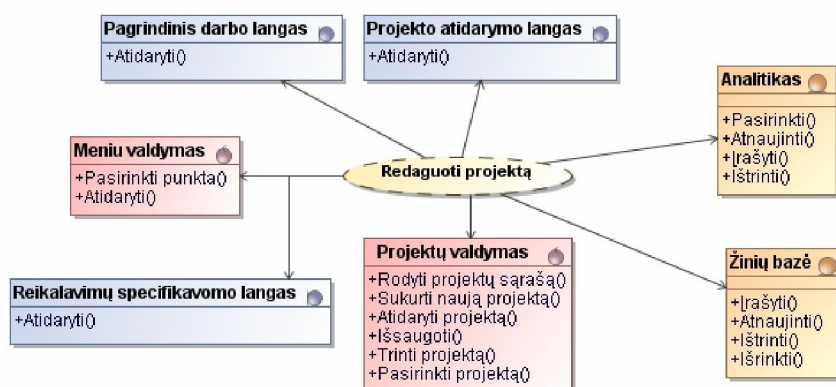 Pagrindinis darbo langas
+Atidaryti()
Projekto atidarymo langas
+Atidaryti()
Analitikas
+Pasirinkti()
+Atnaujinti()
+Įrašyti()
+Ištrinti()
Meniu valdymas
+Pasirinkti punkta()
+Atidaryti()
Redaguoti projektą
Projektų valdymas
+Rodyti projektų sąrašą()
+Sukurti naują projektą()
+Atidaryti projektą()
+Išsaugoti()
+Trinti projektą()
+Pasirinkti projektą()
Žinių bazė
+Įrašyti()
+Atnaujinti()
+Ištrinti()
+Išrinkti()
Reikalavimų specifikavomo langas
+Atidaryti()